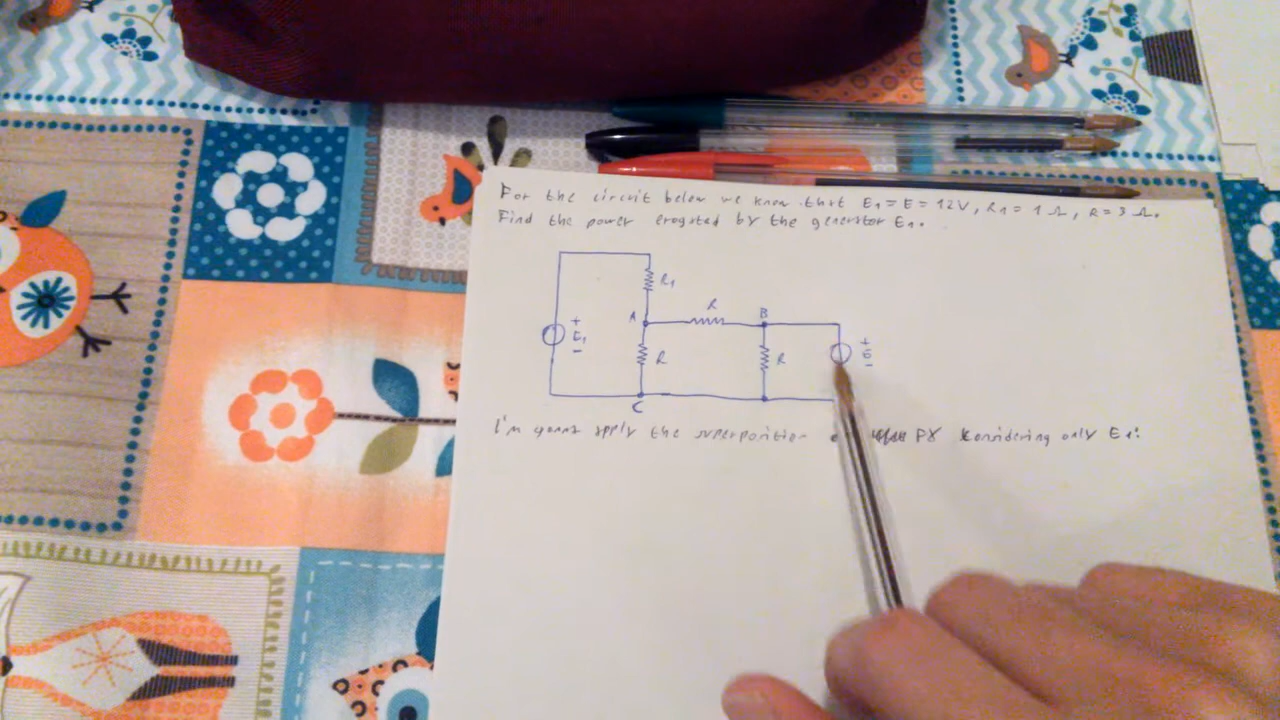 For the circuit below we know that E1 = E = 12V, R1 = 1 Ω, R = 3 Ω.
Find the power erogated by the generator E1.
R1
A
R
B
+
E1
-
R
R
+
E
-
C
I'm gonna apply the superposition considering only E1: